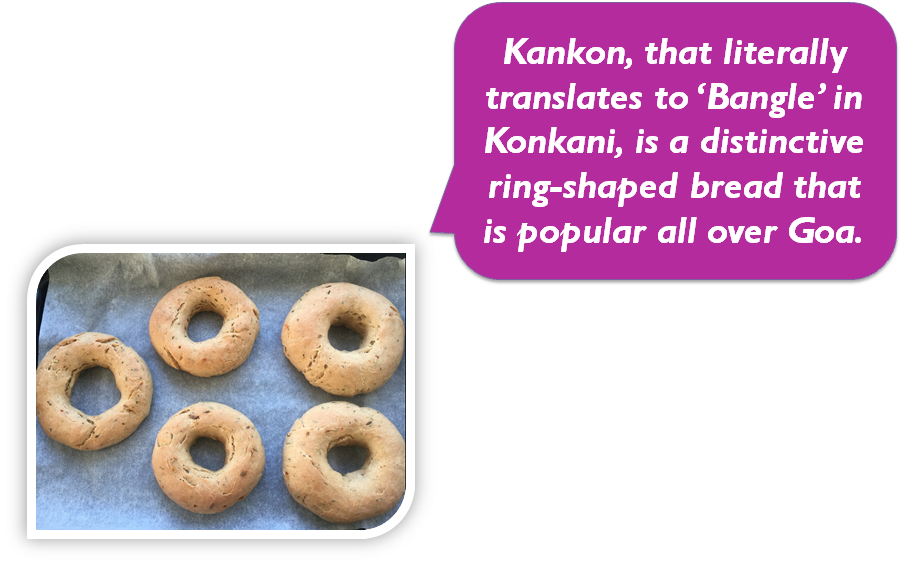 Kankon, that literally
translates to ‘Bangle’ in
Konkani, is a distinctive
ring-shaped bread that
is popular all over Goa.